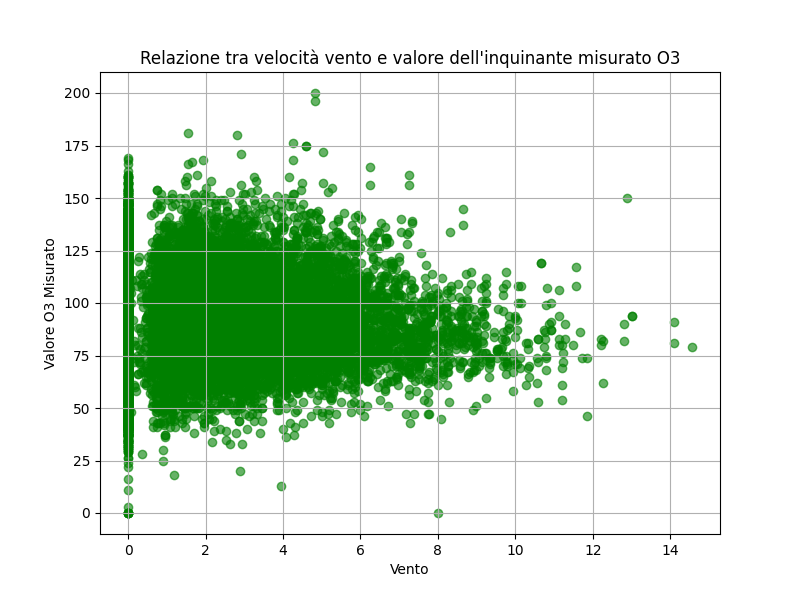 Relazione tra velocità vento e valore dell'inquinante misurato O3
200
175
150
125
100
75
50
25
0
Valore O3 Misurato
0 2 4 6 8 10 12 14
Vento